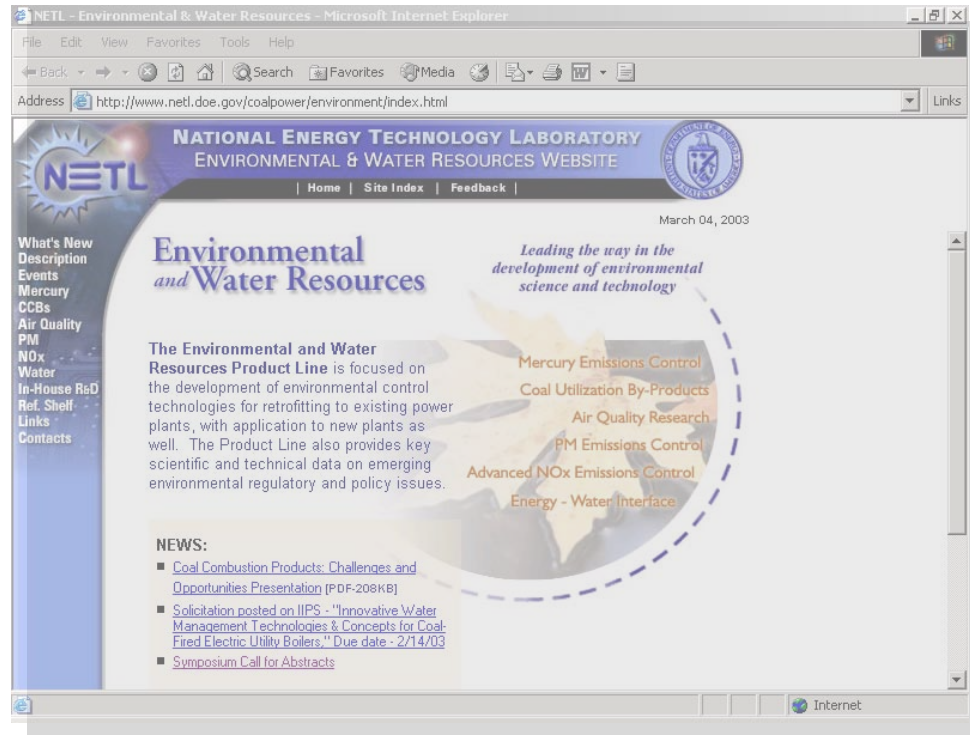 NETL - Environmental & Water Resources - Microsoft Internet Explorer
File Edit View Favorites Tools Help
Back Search Favorites Media
Address http://www.netl.doe.gov/coalpower/environment/index.html Links
NATIONAL ENERGY TECHNOLOGY LABORATORY
ENVIRONMENTAL & WATER RESOURCES WEBSITE
| Home | Site Index | Feedback |
NETL
March 04, 2003
What's New
Description
Events
Mercury
CCBs
Air Quality
PM
NOx
Water
In-House R&D
Ref. Shelf
Links
Contacts
Environmental
and Water Resources
Leading the way in the
development of environmental
science and technology
The Environmental and Water
Resources Product Line is focused on
the development of environmental control
technologies for retrofitting to existing power
plants, with application to new plants as
well. The Product Line also provides key
scientific and technical data on emerging
environmental regulatory and policy issues.
Mercury Emissions Control
Coal Utilization By-Products
Air Quality Research
PM Emissions Control
Advanced NOx Emissions Control
Energy - Water Interface
NEWS:
Coal Combustion Products: Challenges and
Opportunities Presentation [PDF-208KB]
Solicitation posted on IIPS - "Innovative Water
Management Technologies & Concepts for Coal-
Fired Electric Utility Boilers," Due date - 2/14/03
Symposium Call for Abstracts
Internet